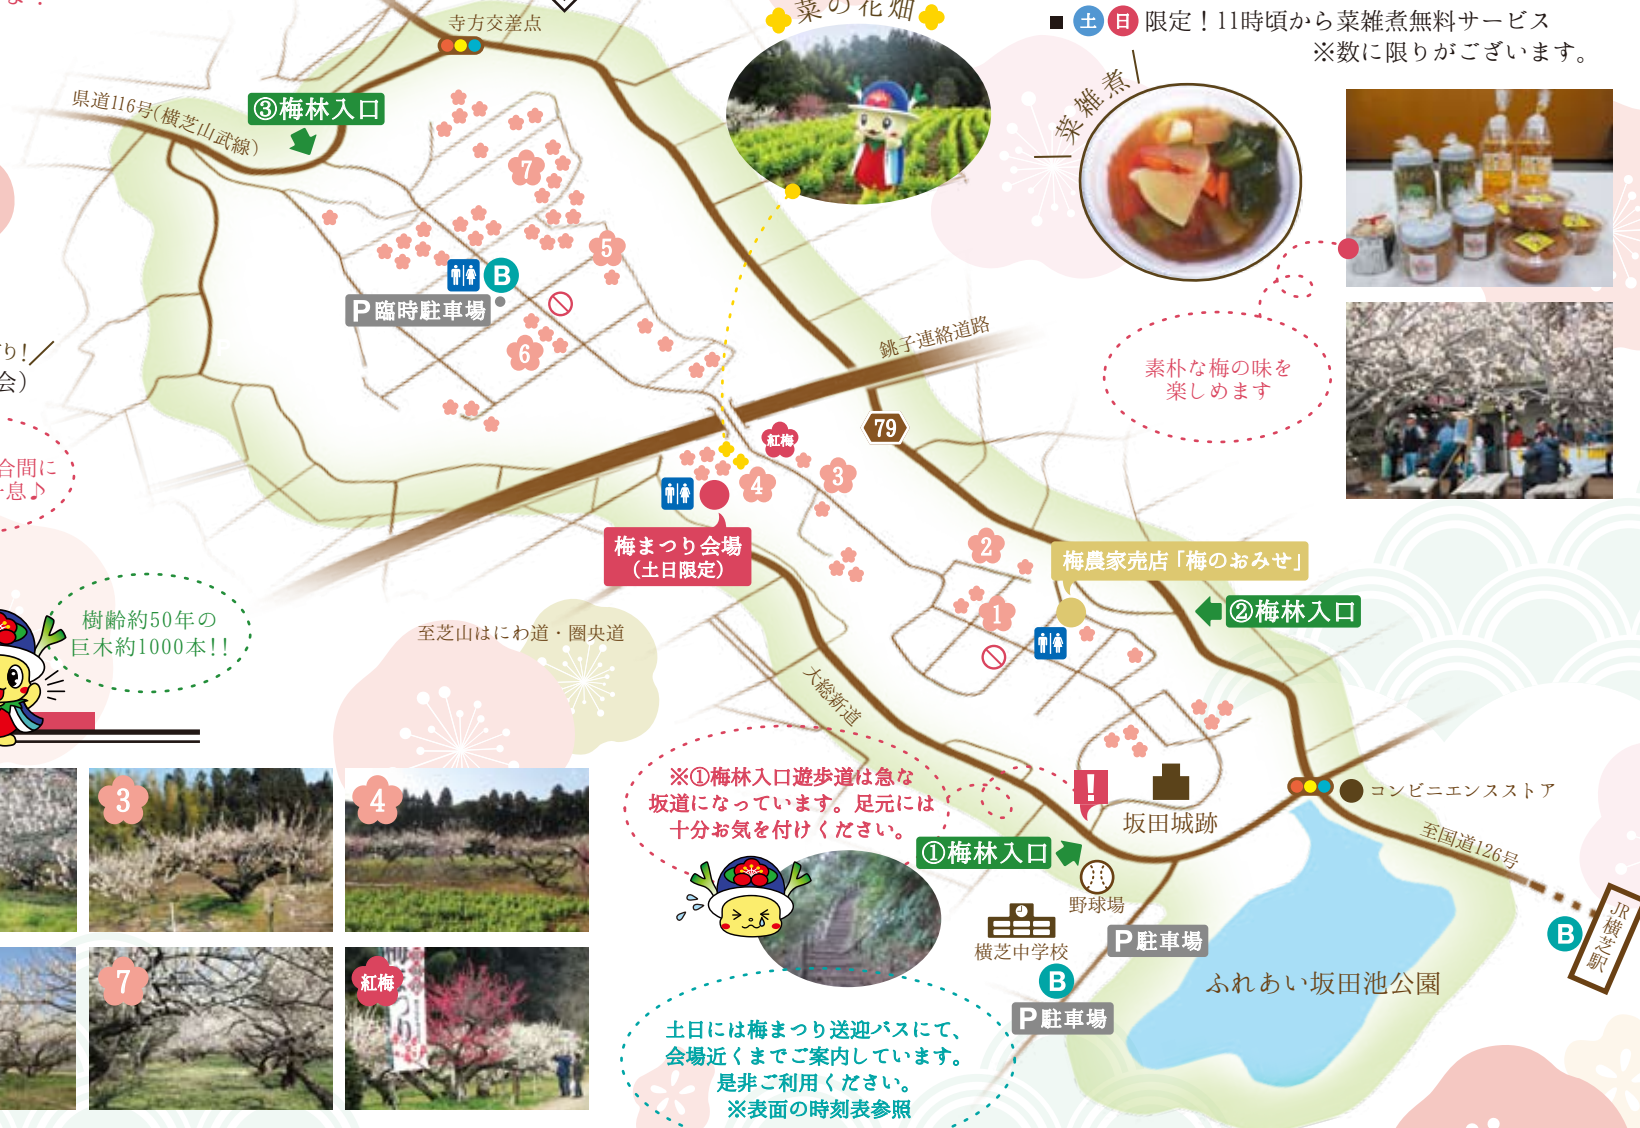 寺方交差点
菜の花畑
■ 土 日 限定！11時頃から菜雑煮無料サービス
※数に限りがございます。
県道116号(横芝山武線)
③梅林入口
菜雑煮
7
5
B
P 臨時駐車場
6
銚子連絡道路
素朴な梅の味を
楽しめます
り！
会）
79
紅梅
3
4
合間に
息♪
梅まつり会場
（土日限定）
2
梅農家売店「梅のおみせ」
1
②梅林入口
樹齢約50年の
巨木約1000本！！
至芝山はにわ道・圏央道
大総新道
※①梅林入口遊歩道は急な
坂道になっています。足元には
十分お気を付けください。
!
坂田城跡
コンビニエンスストア
至国道126号
①梅林入口
野球場
横芝中学校
P 駐車場
B
JR横芝駅
B
P 駐車場
ふれあい坂田池公園
3
4
7
紅梅
土日には梅まつり送迎バスにて、
会場近くまでご案内しています。
是非ご利用ください。
※表面の時刻表参照